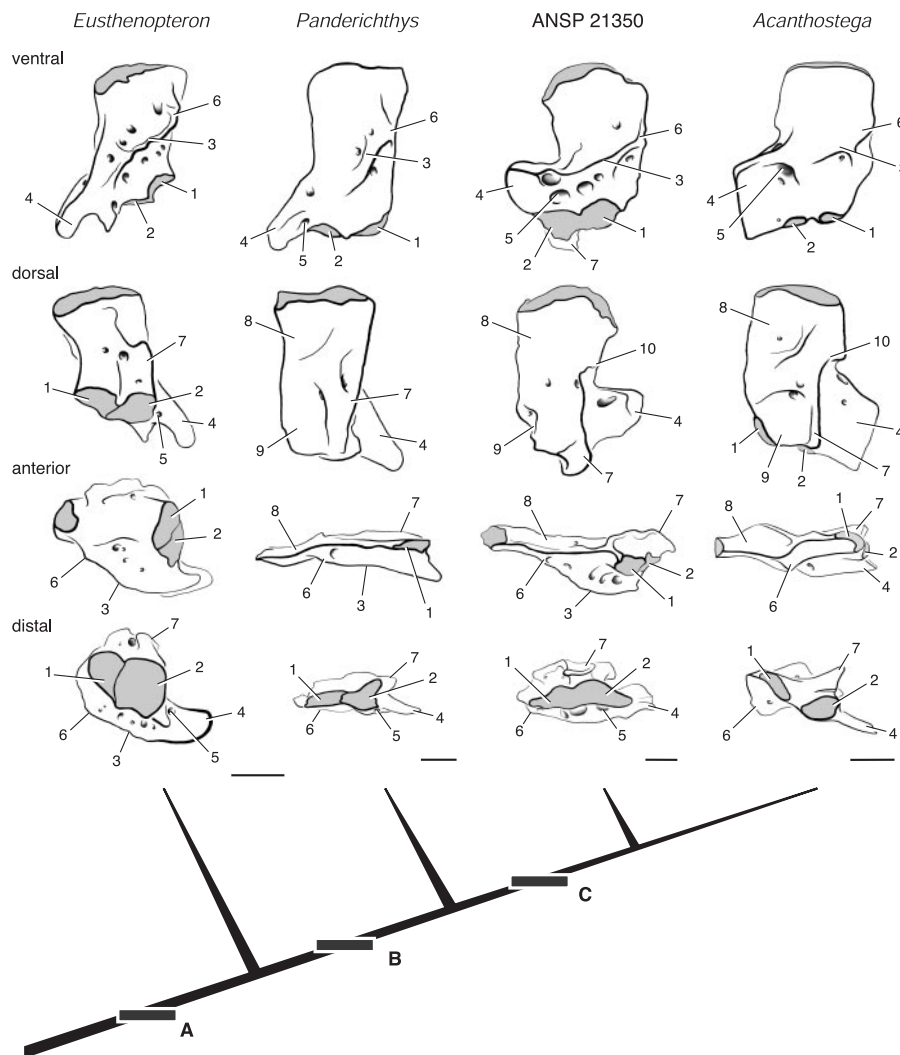 Eusthenopteron Panderichthys ANSP 21350 Acanthostega
ventral
6 3 1 2 4
6 3 1 2 5 4
6 3 1 7 2 5 4
6 3 1 2 5 4
dorsal
7 1 2 4 5
8 7 4 9
8 10 4 9 7
8 10 4 1 9 2 7
anterior
1 2 6 3
8 7 6 3 1
8 7 2 6 1 3
8 1 7 2 4 6
distal
7 1 2 4 6 3 5
7 1 2 6 5 4
7 1 2 6 5 4
1 7 2 6 4
C
B
A